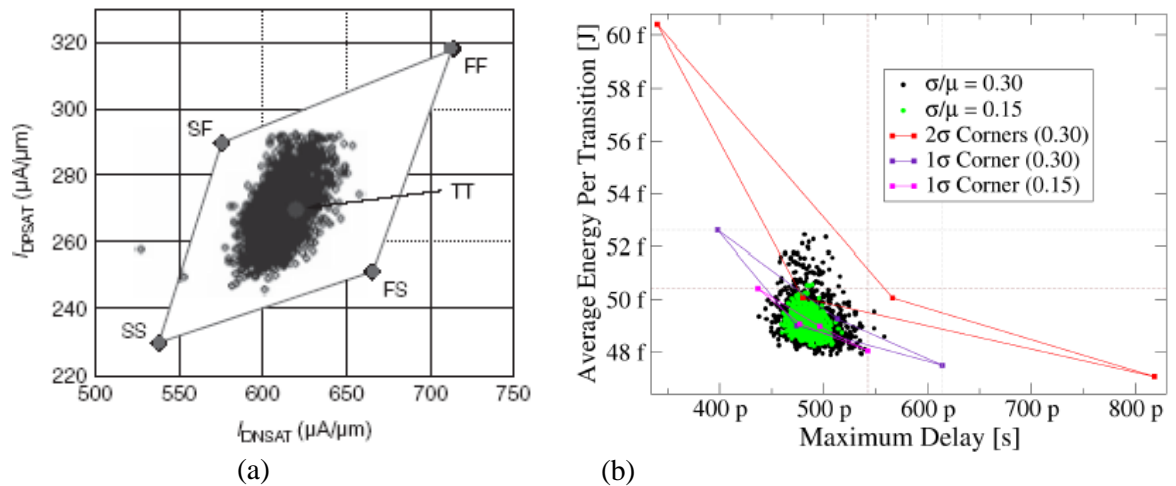 320
300
280
260
240
220
500
550
600
650
700
750
I_DPSAT (μA/μm)
I_DNSAT (μA/μm)
FF
SF
TT
FS
SS
(a)
Average Energy Per Transition [J]
60 f
58 f
56 f
54 f
52 f
50 f
48 f
400 p
500 p
600 p
700 p
800 p
Maximum Delay [s]
σ/μ = 0.30
σ/μ = 0.15
2σ Corners (0.30)
1σ Corner (0.30)
1σ Corner (0.15)
(b)